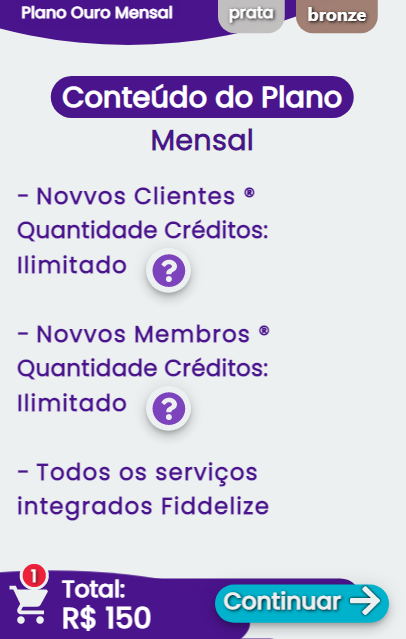 Plano Ouro Mensal
prata
bronze
Conteúdo do Plano
Mensal
- Novvos Clientes ®
Quantidade Créditos:
Ilimitado ?
- Novvos Membros ®
Quantidade Créditos:
Ilimitado ?
- Todos os serviços
integrados Fiddelize
1
Total:
R$ 150
Continuar